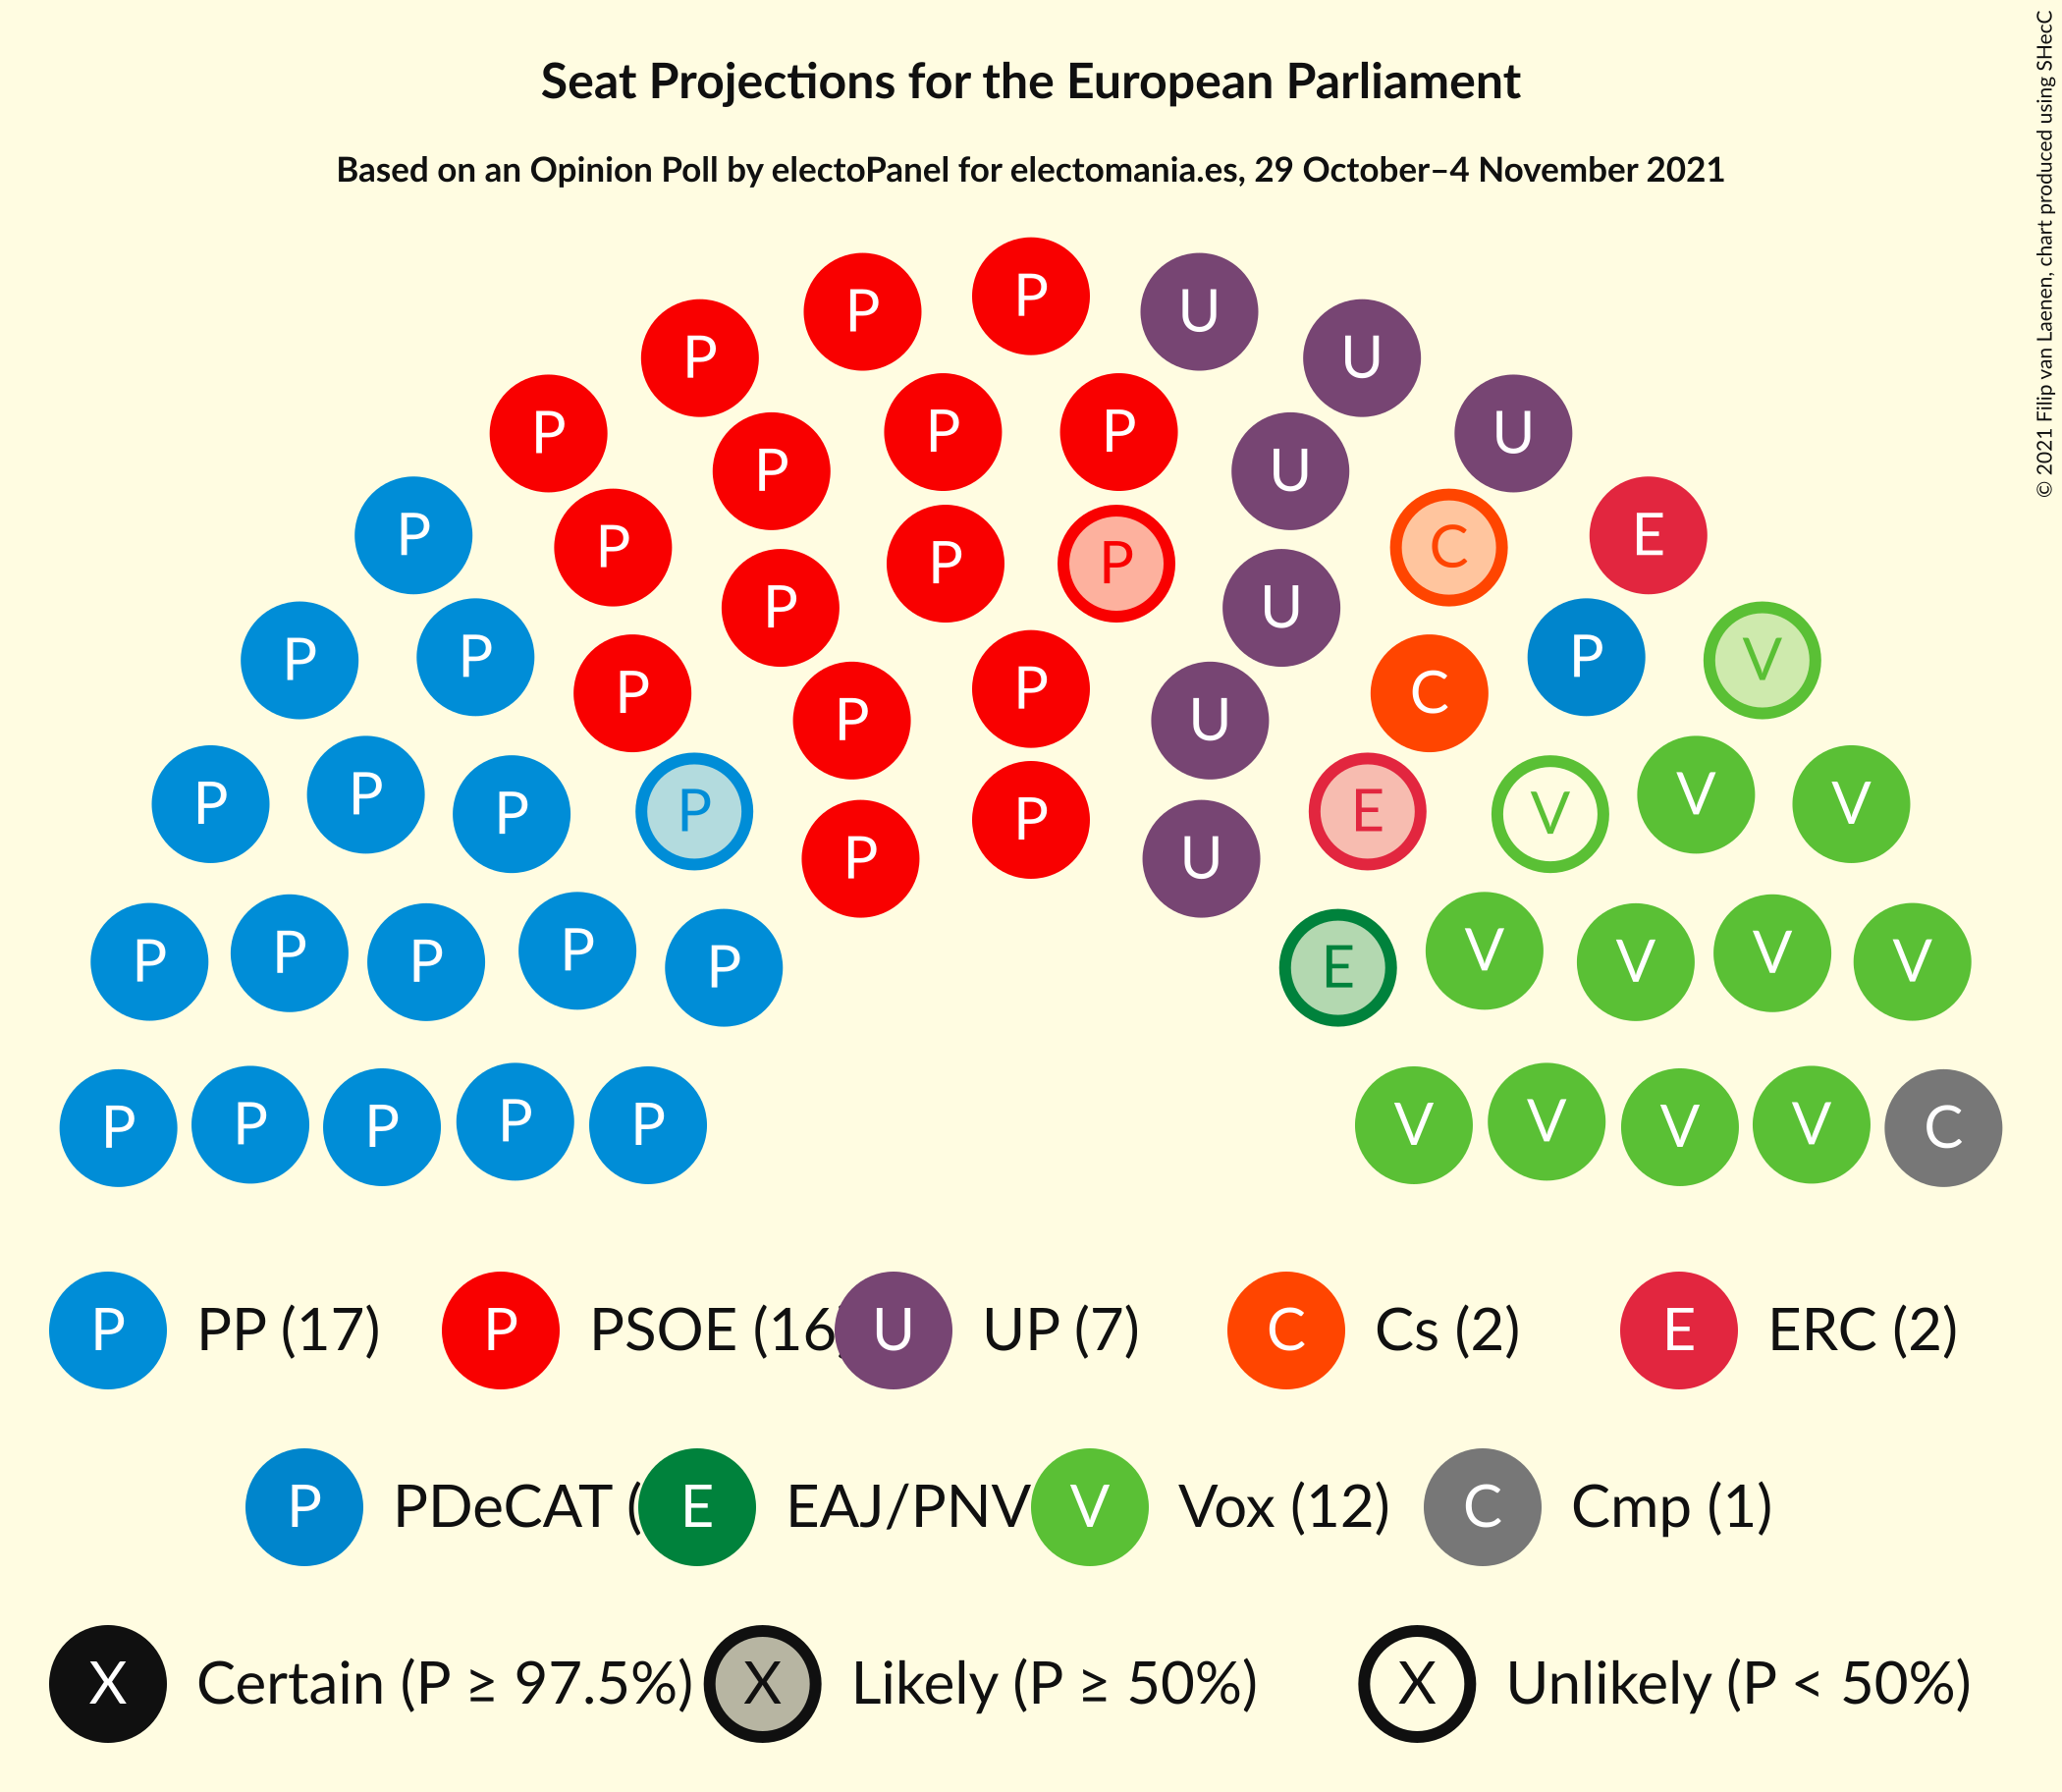 Seat Projections for the European Parliament
Based on an Opinion Poll by electoPanel for electomania.es, 29 October–4 November 2021
© 2021 Filip van Laenen, chart produced using SHecC
P U U
P P
P P P U U
P P P U C E
P P P P P U P V
P P P P U C
P P P P P P U E V V V
P P P P P E V V V V
P P P P P V V V V C
P PP (17) P PSOE (16 U UP (7) C Cs (2) E ERC (2)
P PDeCAT ( E EAJ/PNV V Vox (12) C Cmp (1)
X Certain (P ≥ 97.5%) X Likely (P ≥ 50%) X Unlikely (P < 50%)